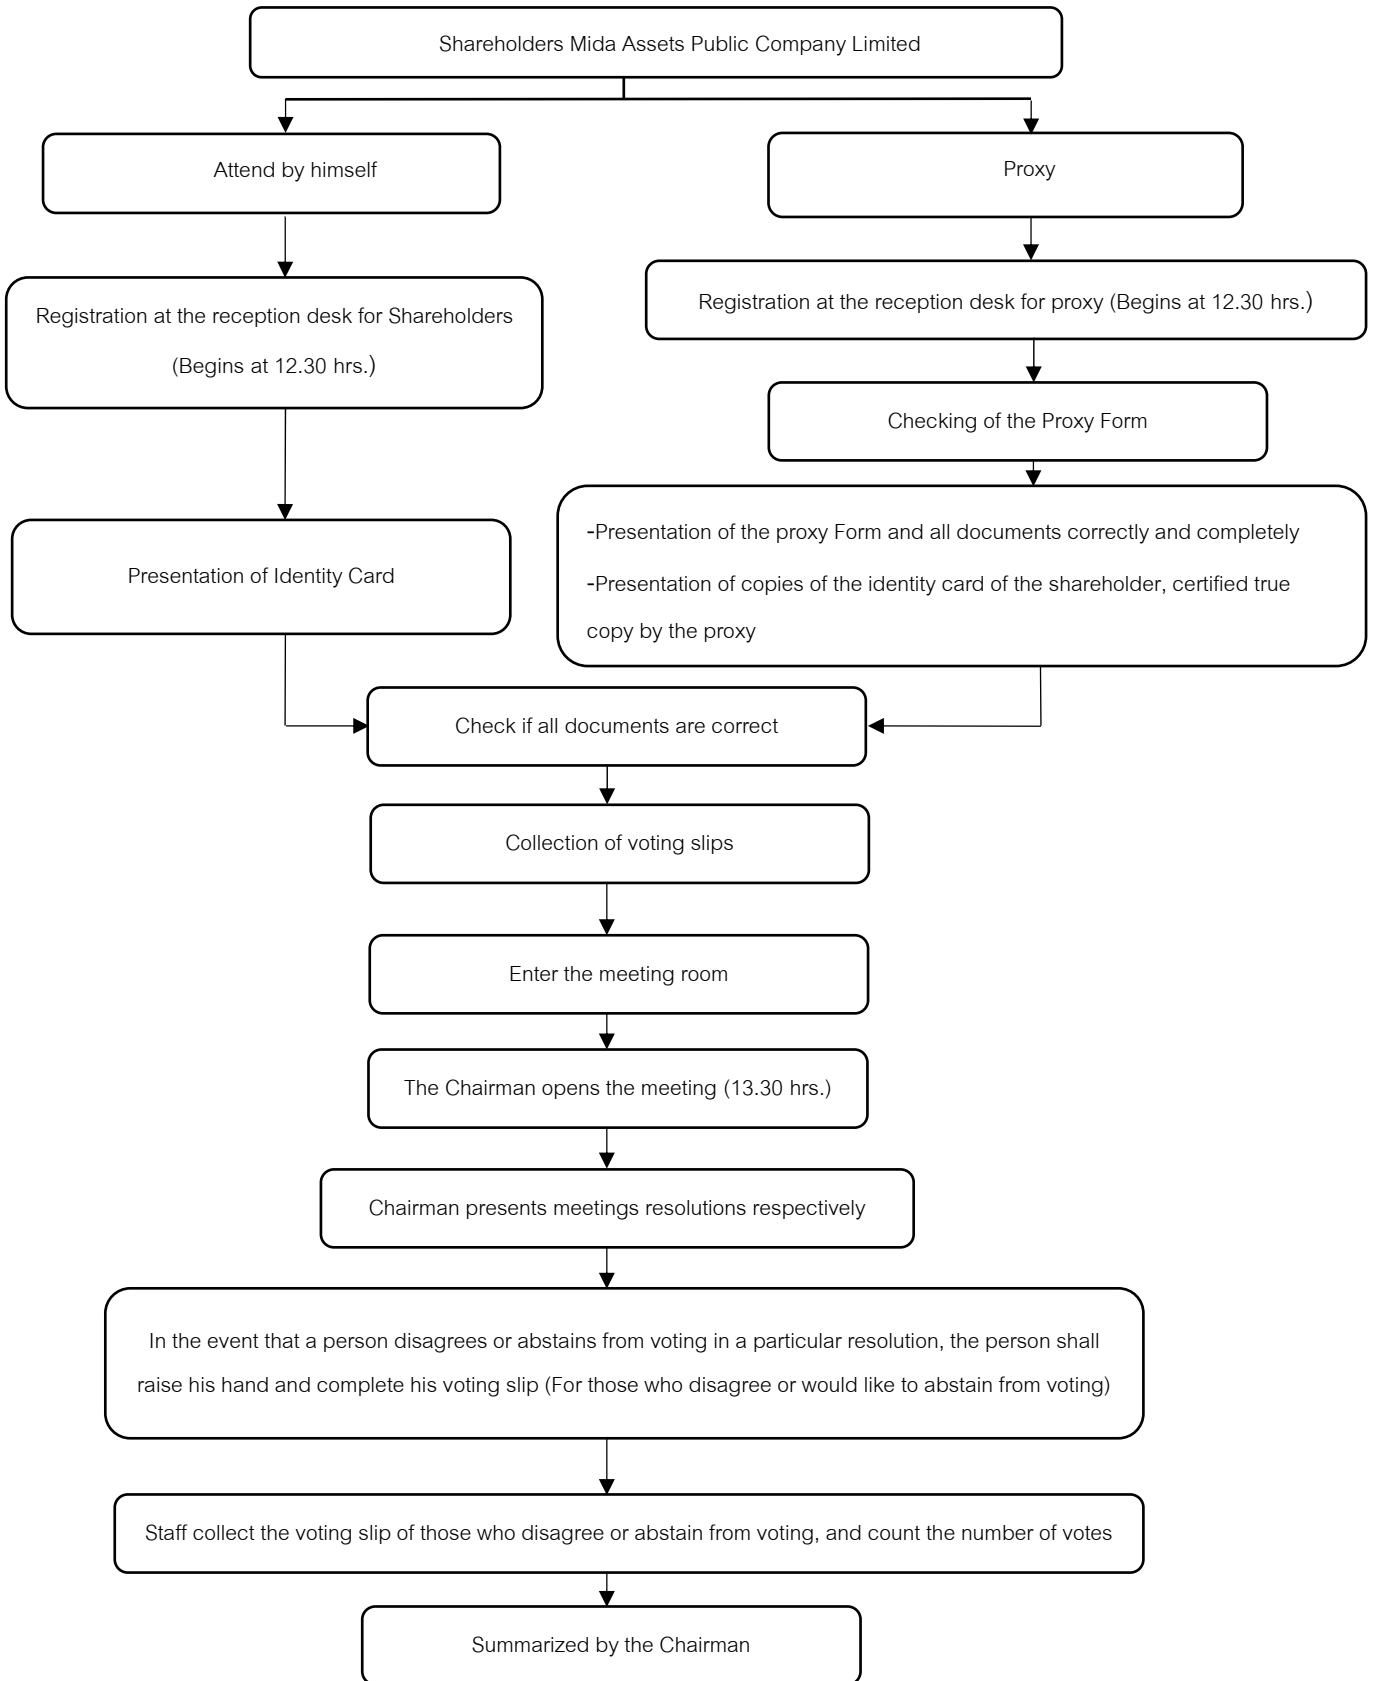 Shareholders Mida Assets Public Company Limited
Attend by himself
Proxy
Registration at the reception desk for Shareholders
(Begins at 12.30 hrs.)
Registration at the reception desk for proxy (Begins at 12.30 hrs.)
Checking of the Proxy Form
Presentation of Identity Card
-Presentation of the proxy Form and all documents correctly and completely
-Presentation of copies of the identity card of the shareholder, certified true
copy by the proxy
Check if all documents are correct
Collection of voting slips
Enter the meeting room
The Chairman opens the meeting (13.30 hrs.)
Chairman presents meetings resolutions respectively
In the event that a person disagrees or abstains from voting in a particular resolution, the person shall
raise his hand and complete his voting slip (For those who disagree or would like to abstain from voting)
Staff collect the voting slip of those who disagree or abstain from voting, and count the number of votes
Summarized by the Chairman